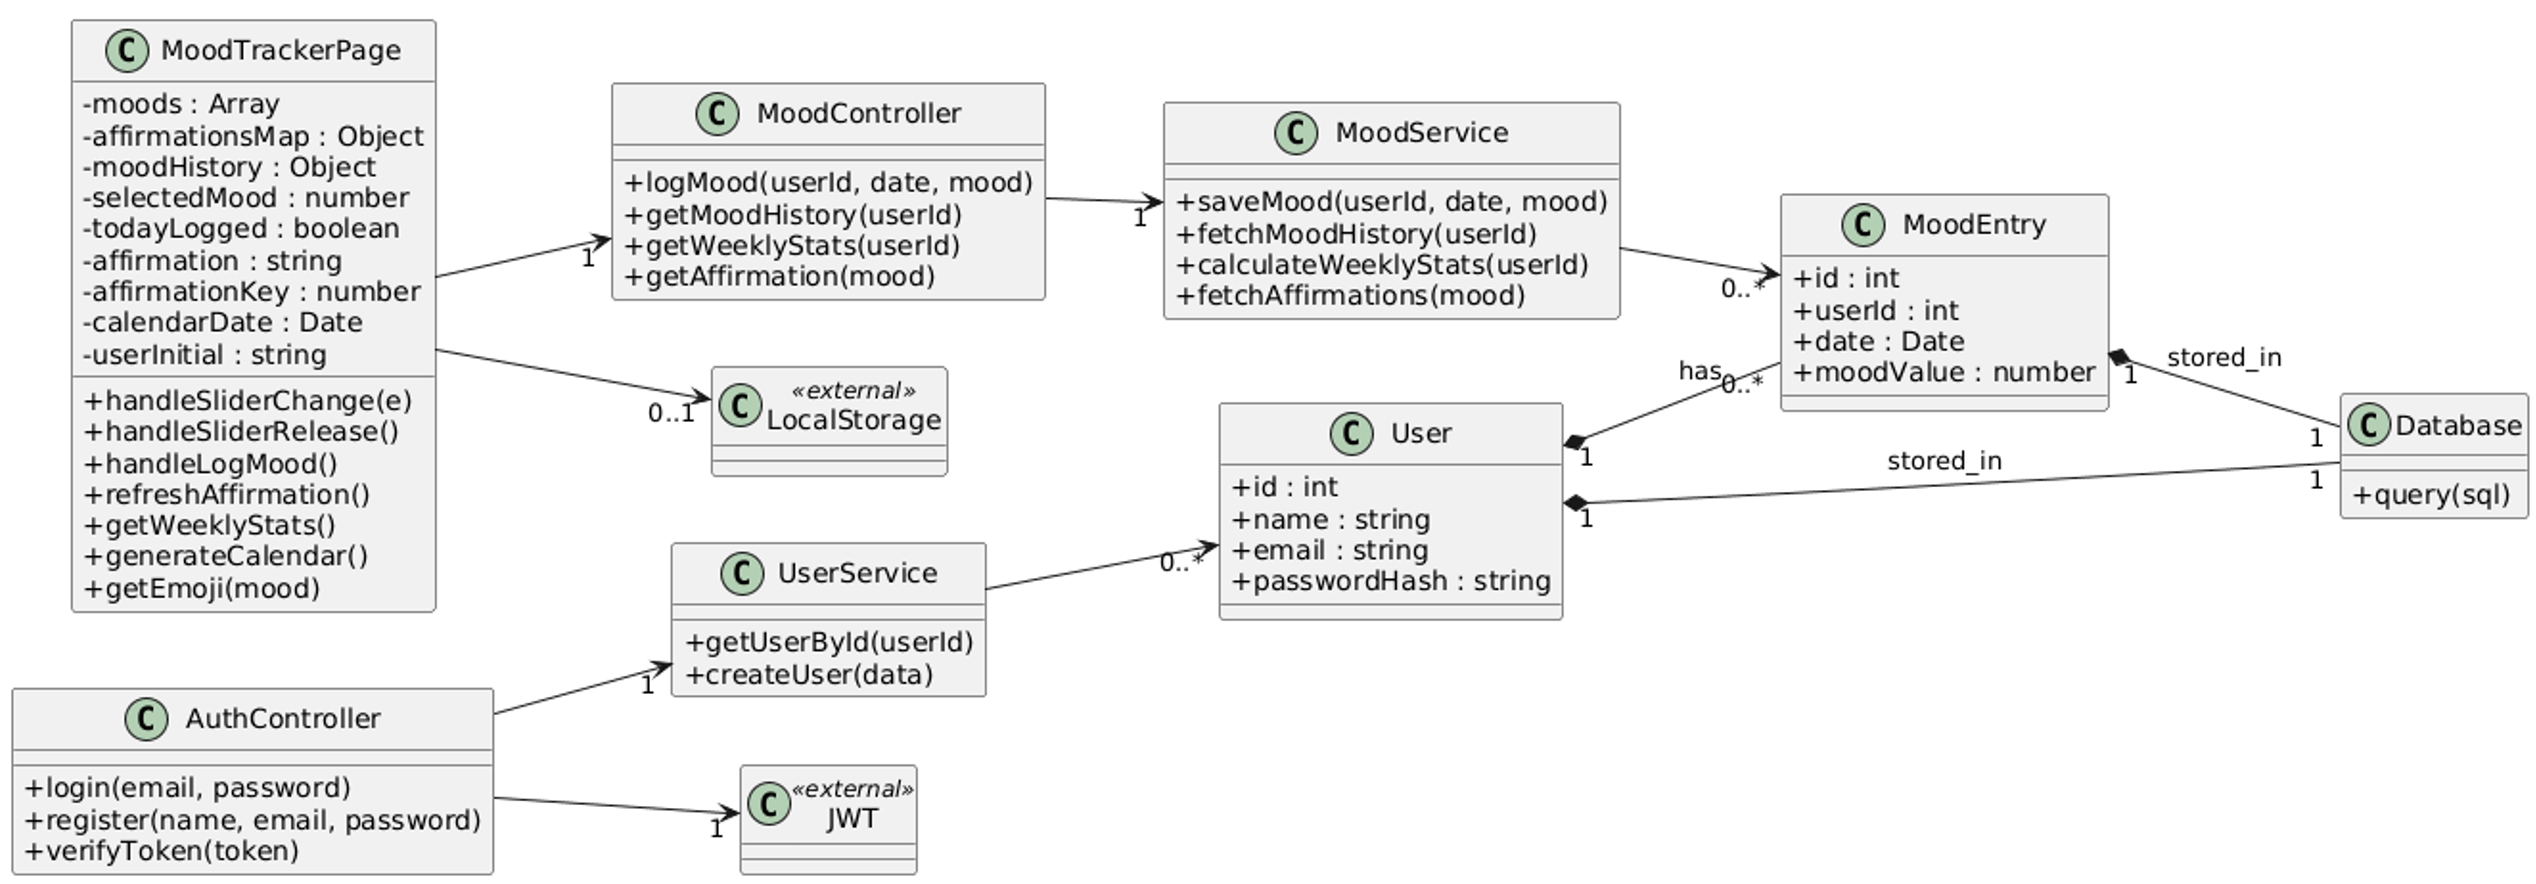 C MoodTrackerPage
-moods : Array
-affirmationsMap : Object
-moodHistory : Object
-selectedMood : number
-todayLogged : boolean
-affirmation : string
-affirmationKey : number
-calendarDate : Date
-userInitial : string
+handleSliderChange(e)
+handleSliderRelease()
+handleLogMood()
+refreshAffirmation()
+getWeeklyStats()
+generateCalendar()
+getEmoji(mood)
1
0..1
C MoodController
+logMood(userId, date, mood)
+getMoodHistory(userId)
+getWeeklyStats(userId)
+getAffirmation(mood)
1
C «external»
LocalStorage
C MoodService
+saveMood(userId, date, mood)
+fetchMoodHistory(userId)
+calculateWeeklyStats(userId)
+fetchAffirmations(mood)
0..*
C MoodEntry
+id : int
+userId : int
+date : Date
+moodValue : number
has
0..*
1
1
stored_in
1
C User
+id : int
+name : string
+email : string
+passwordHash : string
1
stored_in
1
C Database
+query(sql)
C UserService
+getUserById(userId)
+createUser(data)
0..*
C AuthController
+login(email, password)
+register(name, email, password)
+verifyToken(token)
1
1
C «external»
JWT